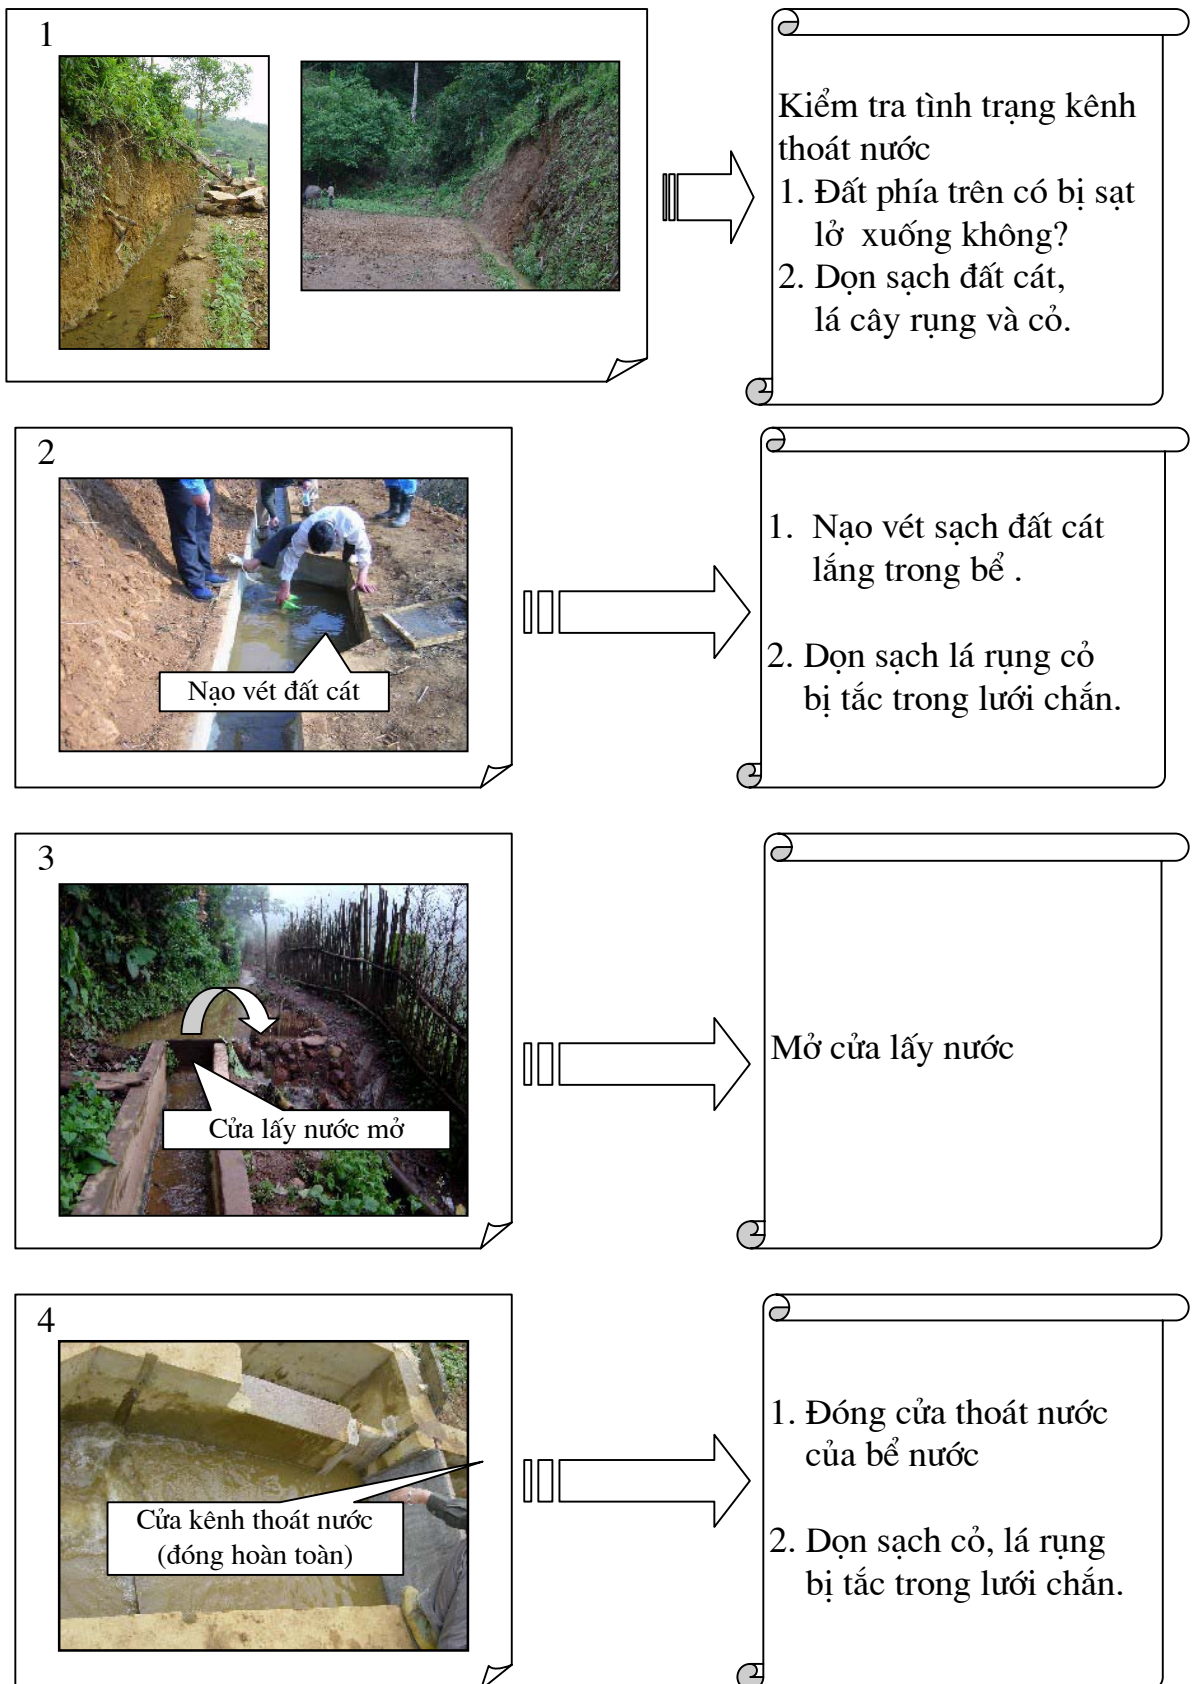 1
Kiểm tra tình trạng kênh
thoát nước
1. Đất phía trên có bị sạt
lở xuống không?
2. Dọn sạch đất cát,
lá cây rụng và cỏ.
2
Nạo vét đất cát
1. Nạo vét sạch đất cát
lắng trong bể .
2. Dọn sạch lá rụng cỏ
bị tắc trong lưới chắn.
3
Cửa lấy nước mở
Mở cửa lấy nước
4
Cửa kênh thoát nước
(đóng hoàn toàn)
1. Đóng cửa thoát nước
của bể nước
2. Dọn sạch cỏ, lá rụng
bị tắc trong lưới chắn.